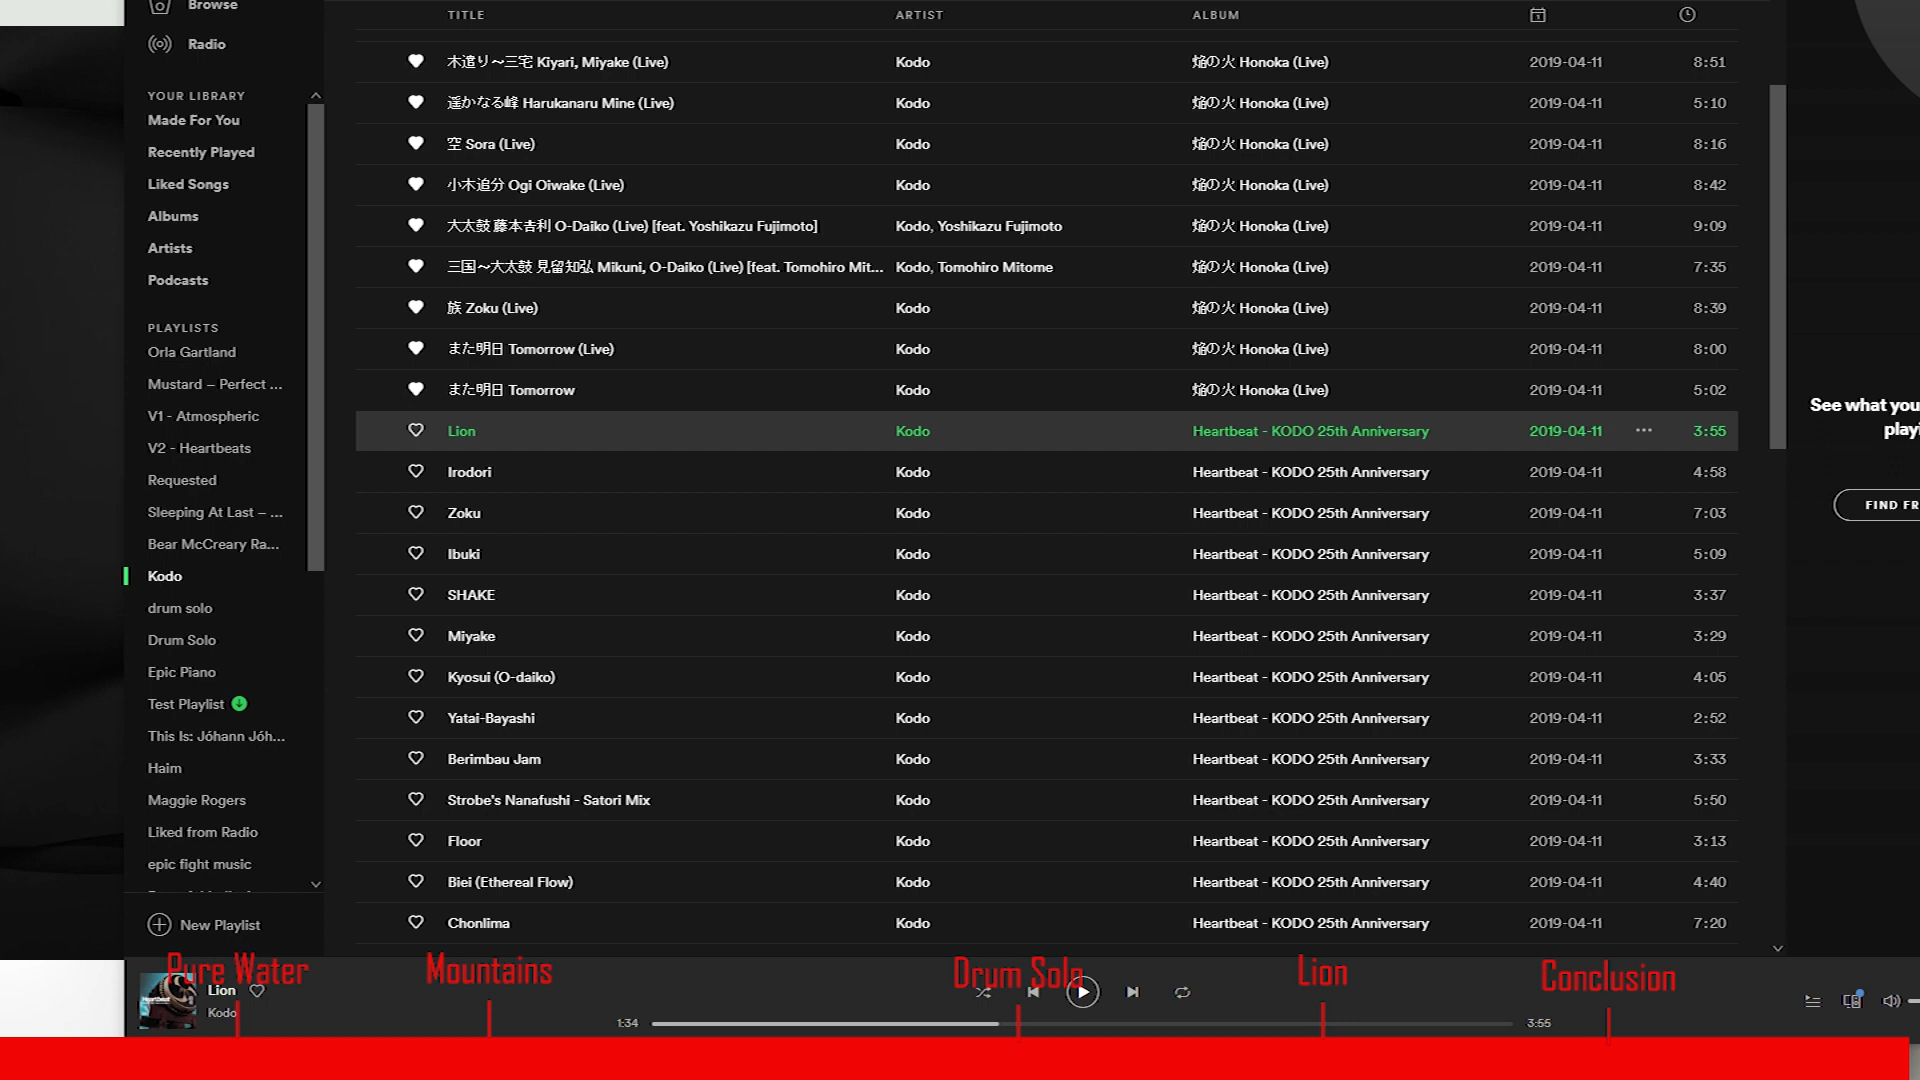 Browse
Radio
YOUR LIBRARY
Made For You
Recently Played
Liked Songs
Albums
Artists
Podcasts
PLAYLISTS
Orla Gartland
Mustard – Perfect ...
V1 - Atmospheric
V2 - Heartbeats
Requested
Sleeping At Last – ...
Bear McCreary Ra...
Kodo
drum solo
Drum Solo
Epic Piano
Test Playlist
This Is: Jóhann Jóh...
Haim
Maggie Rogers
Liked from Radio
epic fight music
New Playlist
TITLE ARTIST ALBUM
木遣り〜三宅 Kiyari, Miyake (Live) Kodo 焔の火 Honoka (Live) 2019-04-11 8:51
遥かなる峰 Harukanaru Mine (Live) Kodo 焔の火 Honoka (Live) 2019-04-11 5:10
空 Sora (Live) Kodo 焔の火 Honoka (Live) 2019-04-11 8:16
小木追分 Ogi Oiwake (Live) Kodo 焔の火 Honoka (Live) 2019-04-11 8:42
大太鼓 藤本吉利 O-Daiko (Live) [feat. Yoshikazu Fujimoto] Kodo, Yoshikazu Fujimoto 焔の火 Honoka (Live) 2019-04-11 9:09
三国〜大太鼓 見留知弘 Mikuni, O-Daiko (Live) [feat. Tomohiro Mit... Kodo, Tomohiro Mitome 焔の火 Honoka (Live) 2019-04-11 7:35
族 Zoku (Live) Kodo 焔の火 Honoka (Live) 2019-04-11 8:39
また明日 Tomorrow (Live) Kodo 焔の火 Honoka (Live) 2019-04-11 8:00
また明日 Tomorrow Kodo 焔の火 Honoka (Live) 2019-04-11 5:02
Lion Kodo Heartbeat - KODO 25th Anniversary 2019-04-11 ... 3:55
Irodori Kodo Heartbeat - KODO 25th Anniversary 2019-04-11 4:58
Zoku Kodo Heartbeat - KODO 25th Anniversary 2019-04-11 7:03
Ibuki Kodo Heartbeat - KODO 25th Anniversary 2019-04-11 5:09
SHAKE Kodo Heartbeat - KODO 25th Anniversary 2019-04-11 3:37
Miyake Kodo Heartbeat - KODO 25th Anniversary 2019-04-11 3:29
Kyosui (O-daiko) Kodo Heartbeat - KODO 25th Anniversary 2019-04-11 4:05
Yatai-Bayashi Kodo Heartbeat - KODO 25th Anniversary 2019-04-11 2:52
Berimbau Jam Kodo Heartbeat - KODO 25th Anniversary 2019-04-11 3:33
Strobe's Nanafushi - Satori Mix Kodo Heartbeat - KODO 25th Anniversary 2019-04-11 5:50
Floor Kodo Heartbeat - KODO 25th Anniversary 2019-04-11 3:13
Biei (Ethereal Flow) Kodo Heartbeat - KODO 25th Anniversary 2019-04-11 4:40
Chonlima Kodo Heartbeat - KODO 25th Anniversary 2019-04-11 7:20
See what you
playi
FIND FR
Pure Water Mountains Drum Solo Lion Conclusion
Heartbeat
Lion
Kodo
1:34 3:55